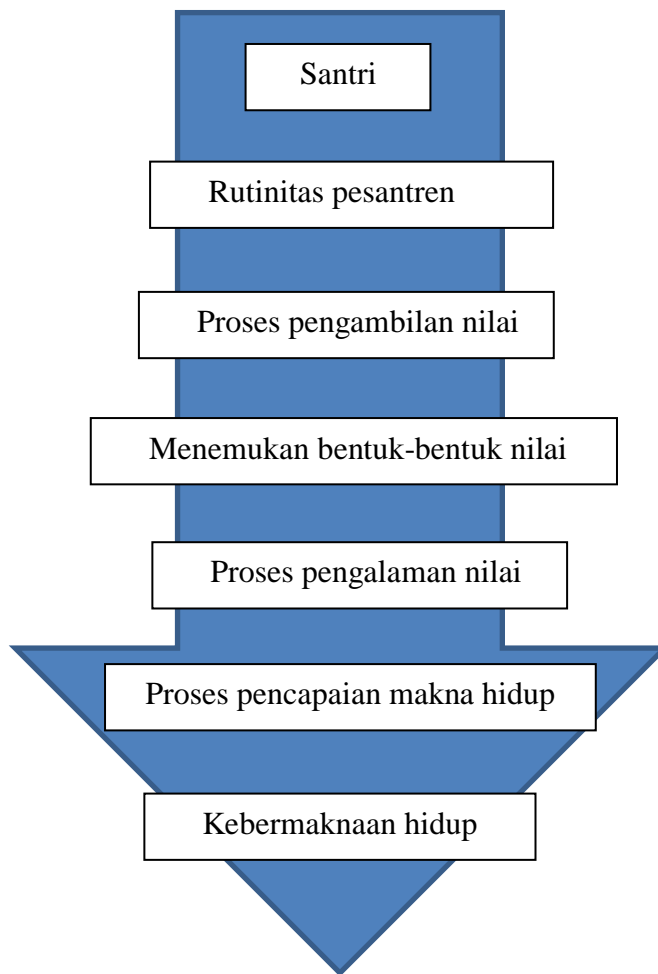 Santri
Rutinitas pesantren
Proses pengambilan nilai
Menemukan bentuk-bentuk nilai
Proses pengalaman nilai
Proses pencapaian makna hidup
Kebermaknaan hidup